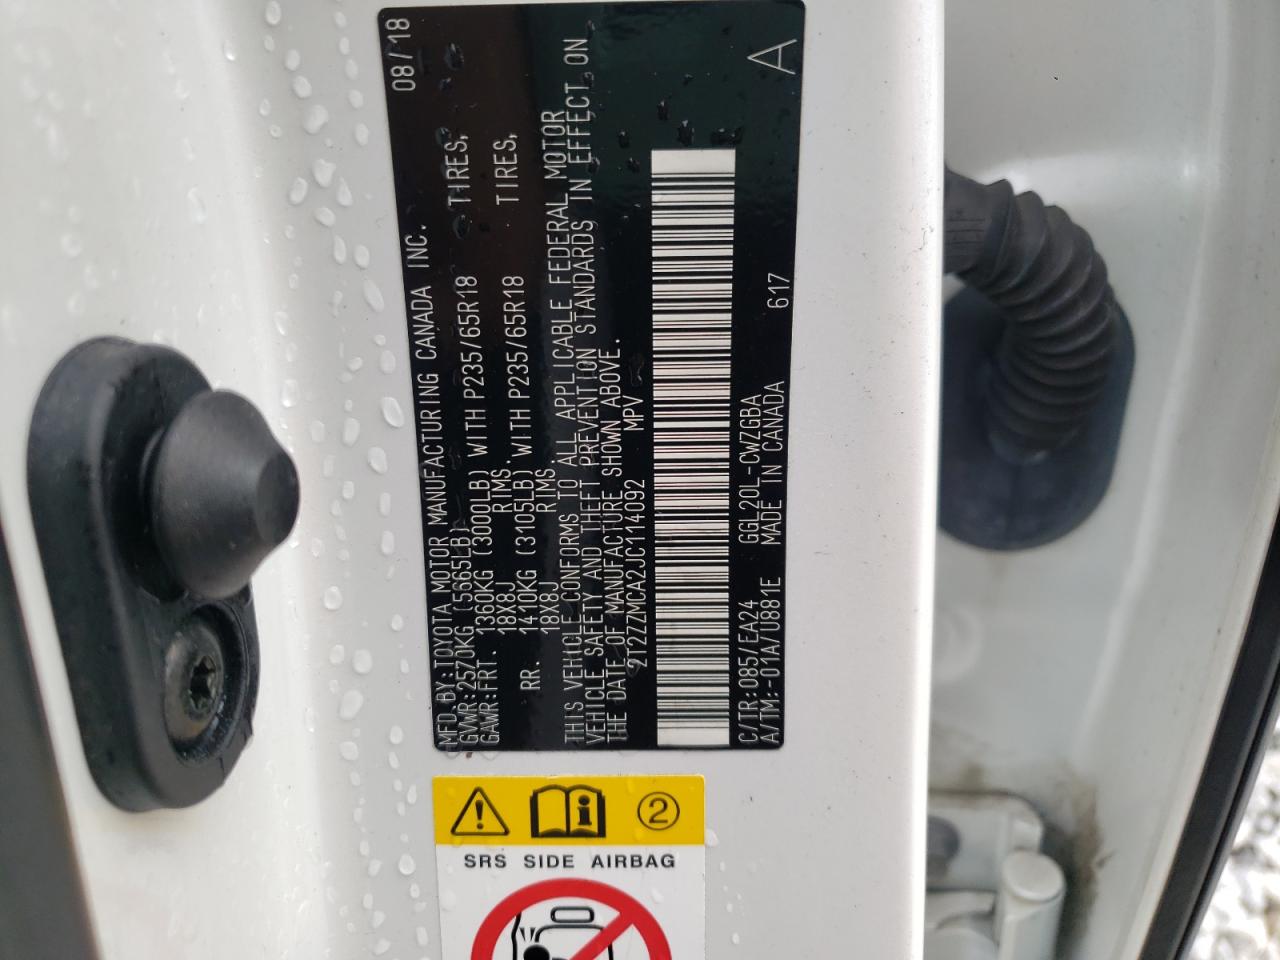 MFD.BY:TOYOTA MOTOR MANUFACTURING CANADA INC. 08/18
GVWR:2570KG (5665LB)
GAWR:FRT. 1360KG (3000LB) WITH P235/65R18 TIRES,
18X8J RIMS.
RR. 1410KG (3105LB) WITH P235/65R18 TIRES,
18X8J RIMS.
THIS VEHICLE CONFORMS TO ALL APPLICABLE FEDERAL MOTOR
VEHICLE SAFETY AND THEFT PREVENTION STANDARDS IN EFFECT ON
THE DATE OF MANUFACTURE SHOWN ABOVE.
2T2ZZMCA2JC114092 MPV
C/TR:085/EA24 GGL20L-CWZGBA
A/TM:-01A/U881E MADE IN CANADA 617 A
2
SRS SIDE AIRBAG